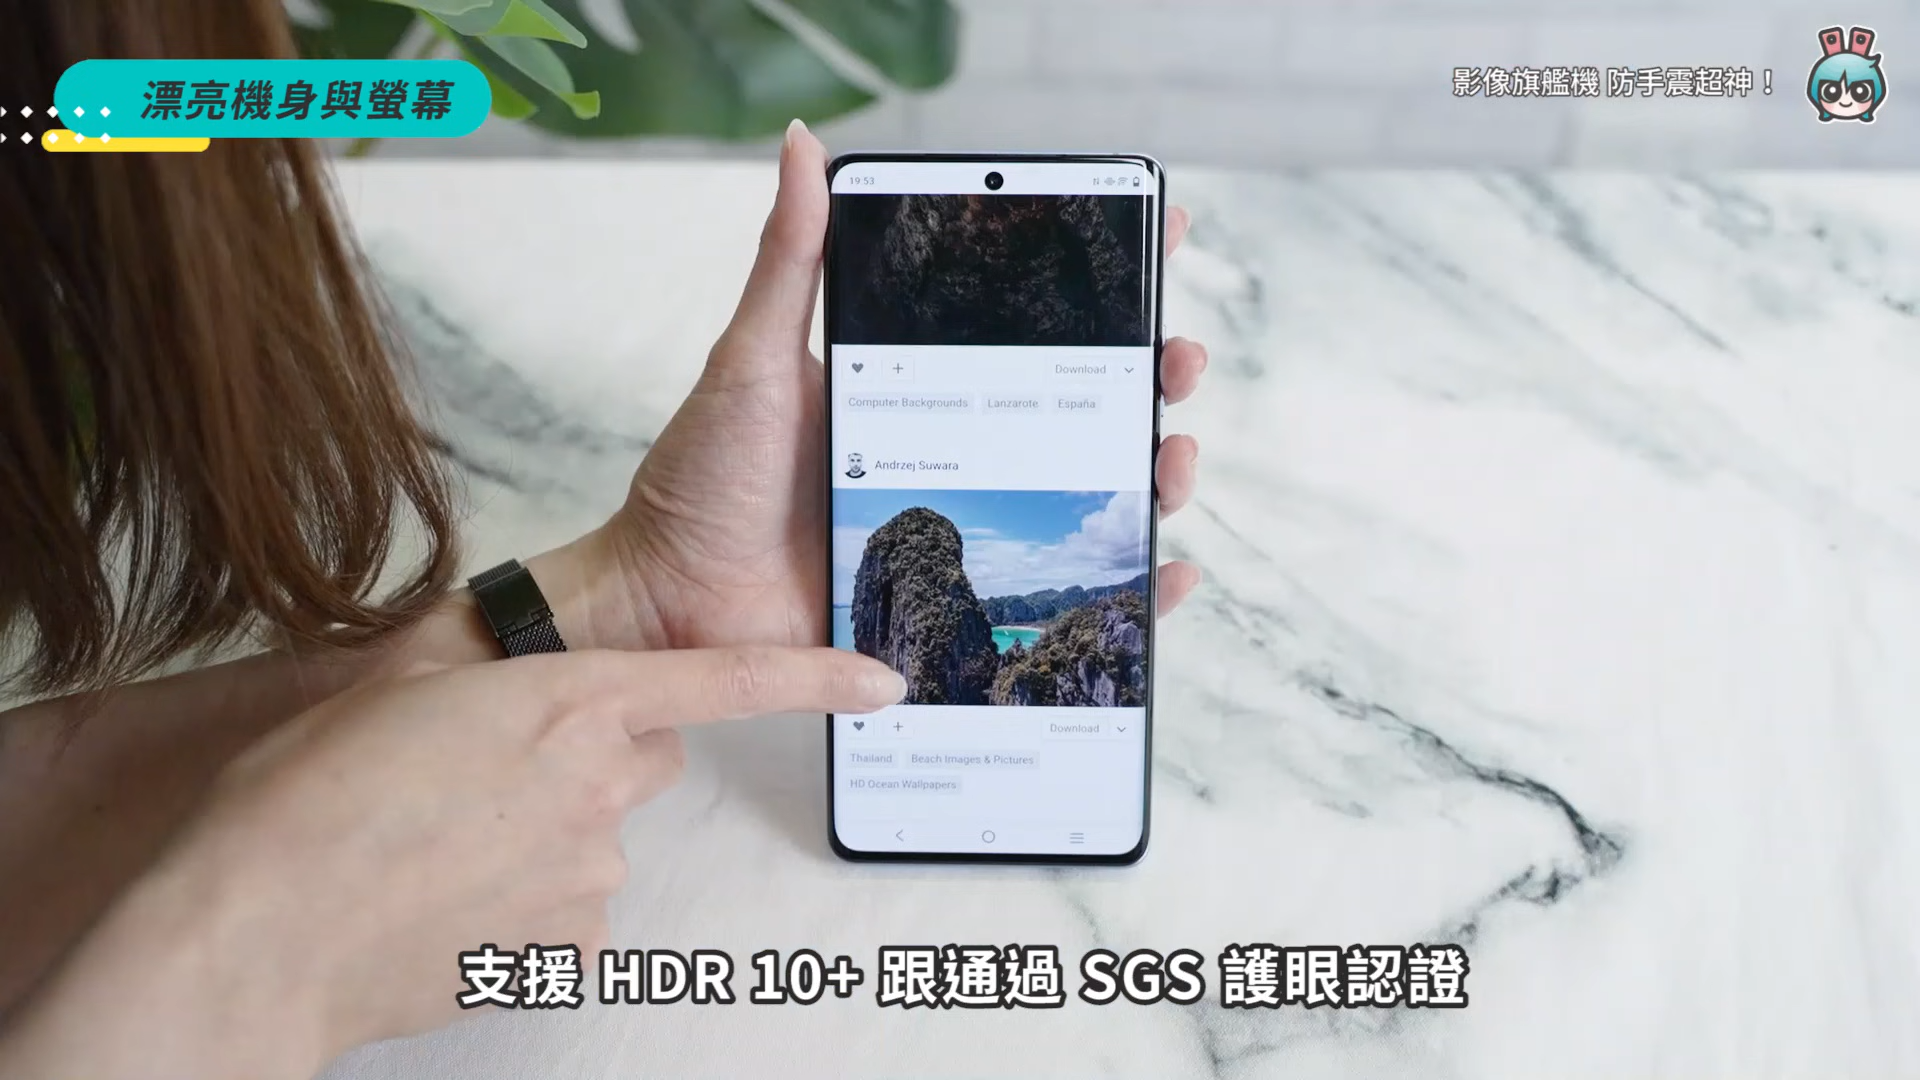 漂亮機身與螢幕
影像旗艦機 防手震超神！
19:53
Download
Computer Backgrounds
Lanzarote
España
Andrzej Suwara
Download
Thailand
Beach Images & Pictures
HD Ocean Wallpapers
支援 HDR 10+ 跟通過 SGS 護眼認證